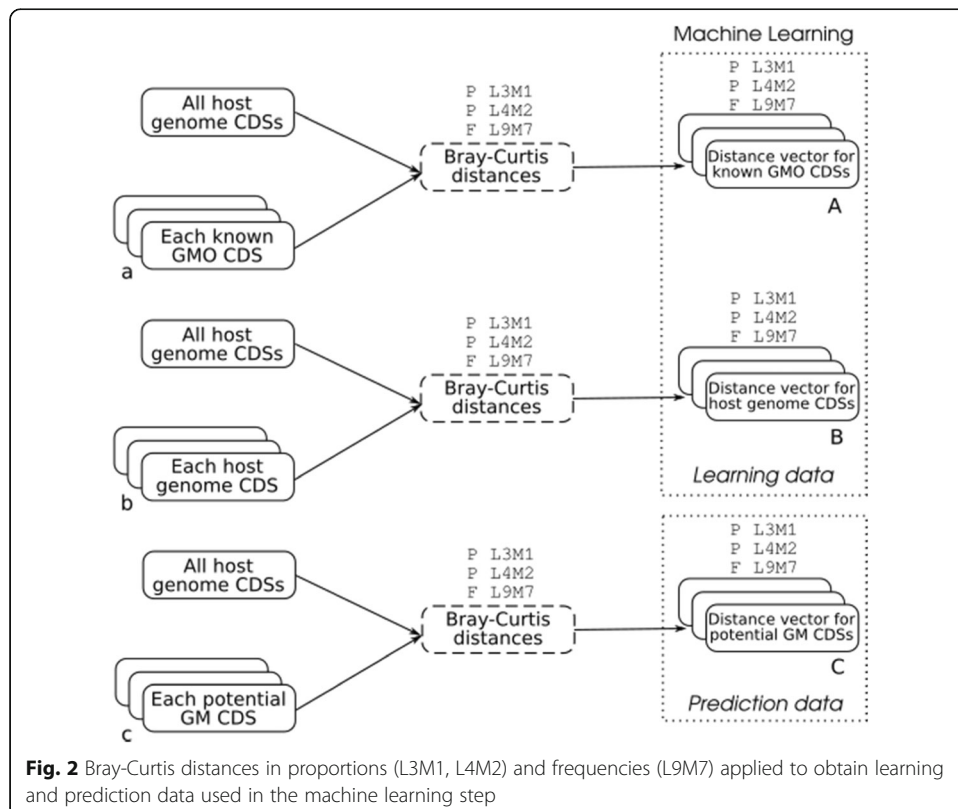 Machine Learning
All host
genome CDSs
P L3M1
P L4M2
F L9M7
Bray-Curtis
distances
P L3M1
P L4M2
F L9M7
Distance vector for
known GMO CDSs
A
Each known
GMO CDS
a
All host
genome CDSs
P L3M1
P L4M2
F L9M7
Bray-Curtis
distances
P L3M1
P L4M2
F L9M7
Distance vector for
host genome CDSs
B
Each host
genome CDS
b
Learning data
All host
genome CDSs
P L3M1
P L4M2
F L9M7
Bray-Curtis
distances
P L3M1
P L4M2
F L9M7
Distance vector for
potential GM CDSs
C
Each potential
GM CDS
c
Prediction data
Fig. 2 Bray-Curtis distances in proportions (L3M1, L4M2) and frequencies (L9M7) applied to obtain learning
and prediction data used in the machine learning step